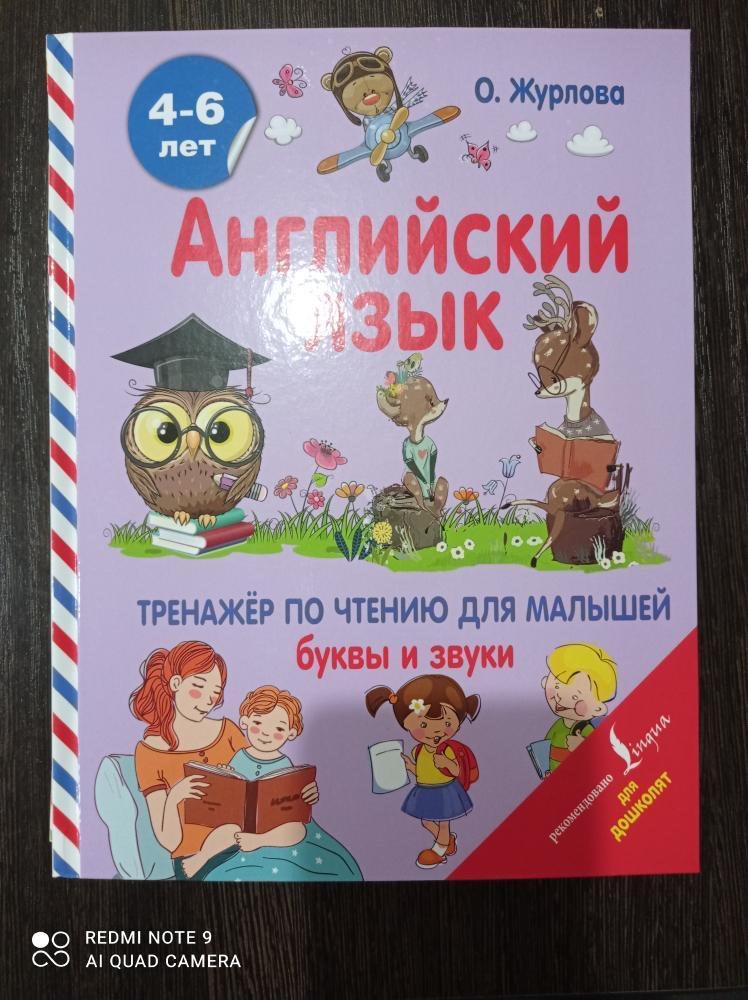 4-6
лет
О. Журлова
Английский
язык
ТРЕНАЖЁР ПО ЧТЕНИЮ ДЛЯ МАЛЫШЕЙ
буквы и звуки
рекомендовано
Lingua
для
дошколят
REDMI NOTE 9
AI QUAD CAMERA